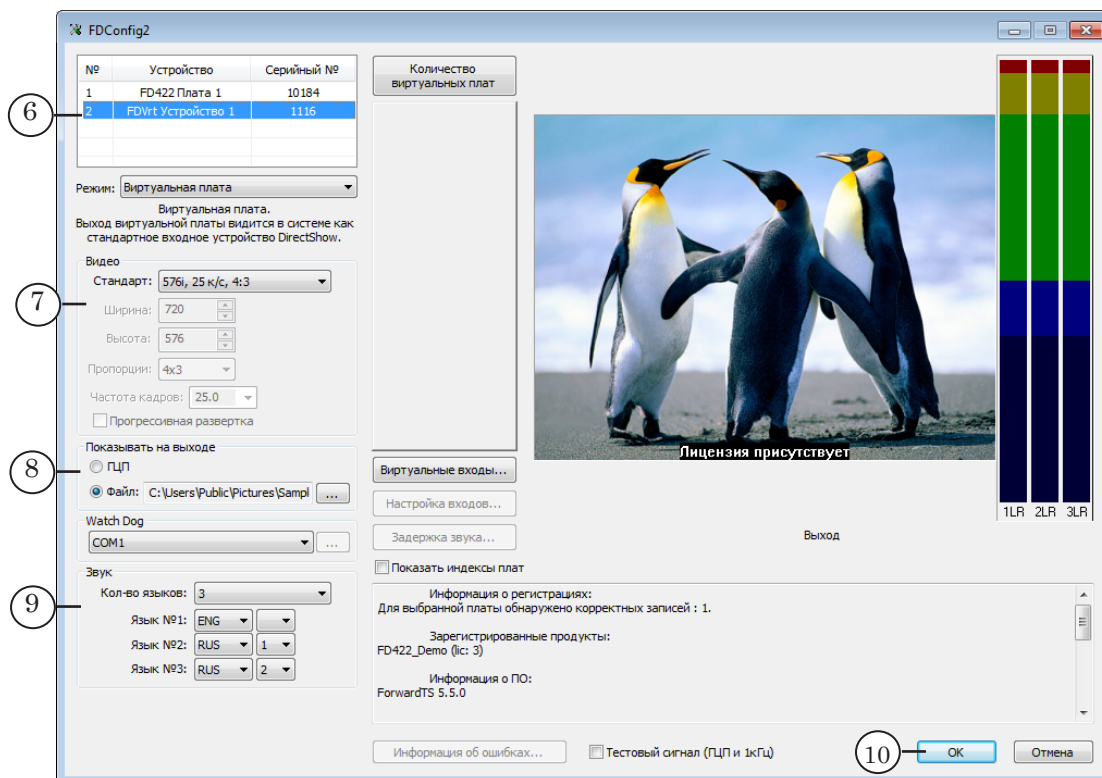 FDConfig2
№ Устройство Серийный №
1 FD422 Плата 1 10184
2 FDVrt Устройство 1 1116
6
Режим: Виртуальная плата
Виртуальная плата.
Выход виртуальной платы видится в системе как
стандартное входное устройство DirectShow.
Видео
Стандарт: 576i, 25 к/с, 4:3
7
Ширина: 720
Высота: 576
Пропорции: 4x3
Частота кадров: 25.0
Прогрессивная развертка
Показывать на выходе
8
ГЦП
Файл: C:\Users\Public\Pictures\Sampl ...
Watch Dog
COM1 ...
Звук
Кол-во языков: 3
9
Язык №1: ENG
Язык №2: RUS 1
Язык №3: RUS 2
Количество
виртуальных плат
Виртуальные входы...
Настройка входов...
Задержка звука...
Показать индексы плат
Лицензия присутствует
1LR 2LR 3LR
Выход
Информация о регистрациях:
Для выбранной платы обнаружено корректных записей : 1.
Зарегистрированные продукты:
FD422_Demo (lic: 3)
Информация о ПО:
ForwardTS 5.5.0
Информация об ошибках...
Тестовый сигнал (ГЦП и 1кГц)
10
OK
Отмена